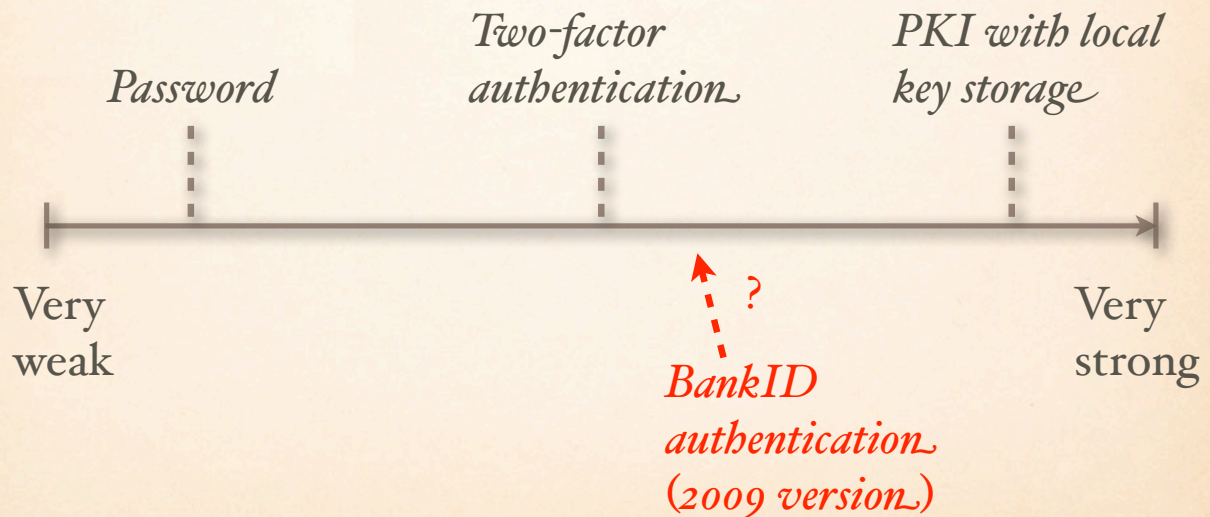 Password
Two-factor
authentication
PKI with local
key storage
Very
weak
?
BankID
authentication
(2009 version)
Very
strong